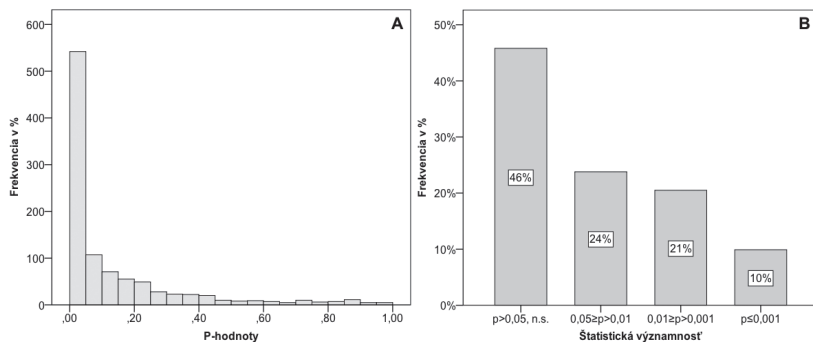 A
Frekvencia v %
600
500
400
300
200
100
0
,00 ,20 ,40 ,60 ,80 1,00
P-hodnoty
B
Frekvencia v %
50%
40%
30%
20%
10%
0%
46%
24%
21%
10%
p>0,05, n.s. 0,05≥p>0,01 0,01≥p>0,001 p≤0,001
Štatistická významnosť